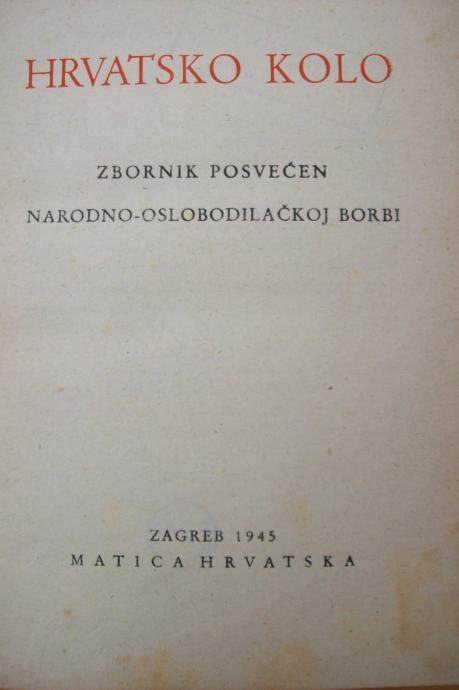 HRVATSKO KOLO
ZBORNIK POSVEĆEN
NARODNO-OSLOBODILAČKOJ BORBI
ZAGREB 1945
MATICA HRVATSKA